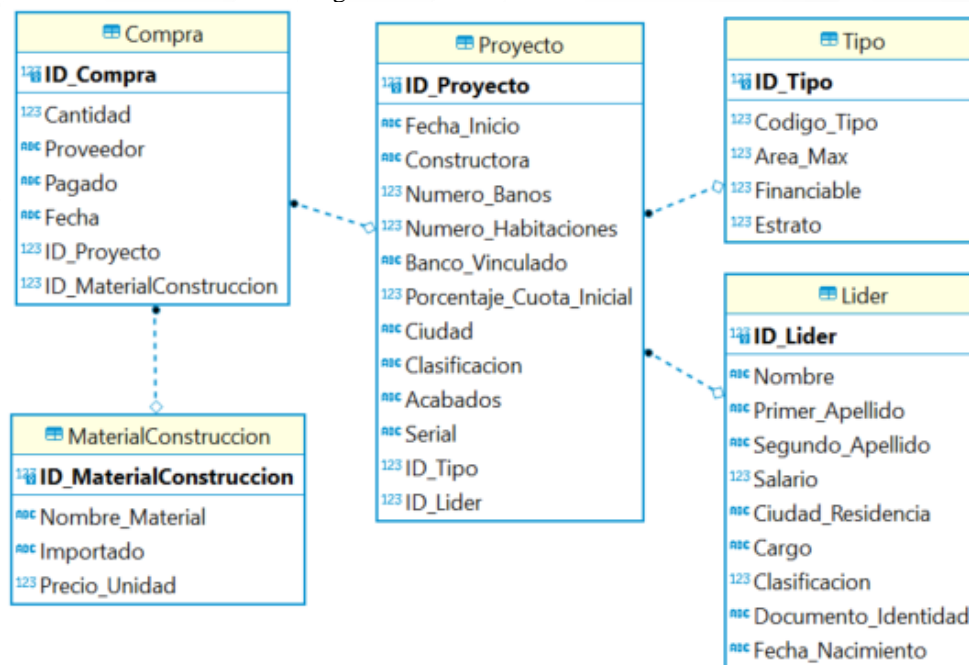 Compra
ID_Compra
Cantidad
Proveedor
Pagado
Fecha
ID_Proyecto
ID_MaterialConstruccion
MaterialConstruccion
ID_MaterialConstruccion
Nombre_Material
Importado
Precio_Unidad
Proyecto
ID_Proyecto
Fecha_Inicio
Constructora
Numero_Banos
Numero_Habitaciones
Banco_Vinculado
Porcentaje_Cuota_Inicial
Ciudad
Clasificacion
Acabados
Serial
ID_Tipo
ID_Lider
Tipo
ID_Tipo
Codigo_Tipo
Area_Max
Financiable
Estrato
Lider
ID_Lider
Nombre
Primer_Apellido
Segundo_Apellido
Salario
Ciudad_Residencia
Cargo
Clasificacion
Documento_Identidad
Fecha_Nacimiento